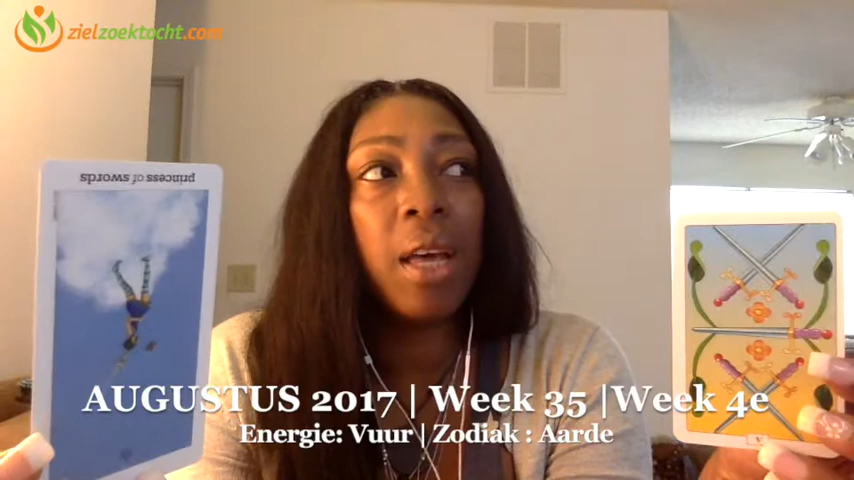 zielzoektocht.com
princess of swords
AUGUSTUS 2017 | Week 35 |Week 4e
Energie: Vuur | Zodiak : Aarde